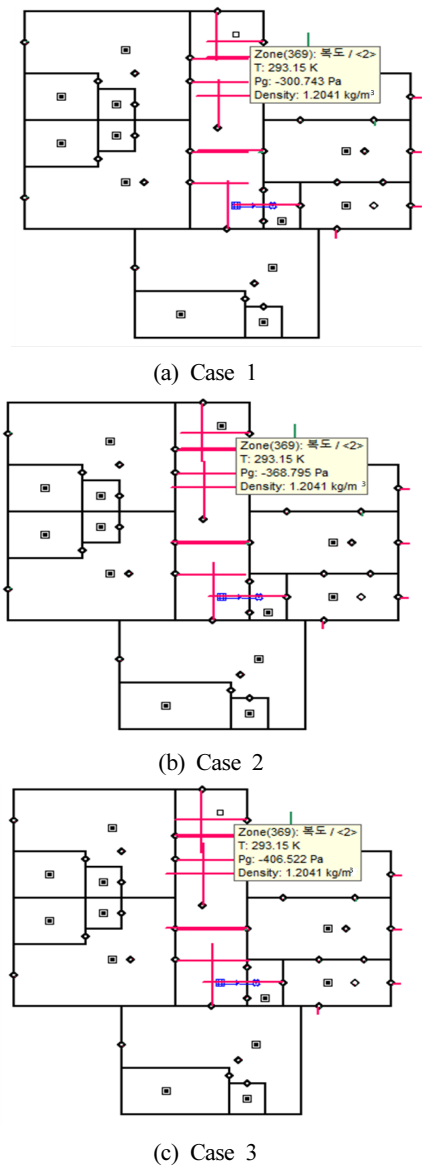 Zone(369): 복도 / <2>
T: 293.15 K
Pg: -300.743 Pa
Density: 1.2041 kg/m³
(a) Case 1
Zone(369): 복도 / <2>
T: 293.15 K
Pg: -368.795 Pa
Density: 1.2041 kg/m ³
(b) Case 2
Zone(369): 복도 / <2>
T: 293.15 K
Pg: -406.522 Pa
Density: 1.2041 kg/m³
(c) Case 3